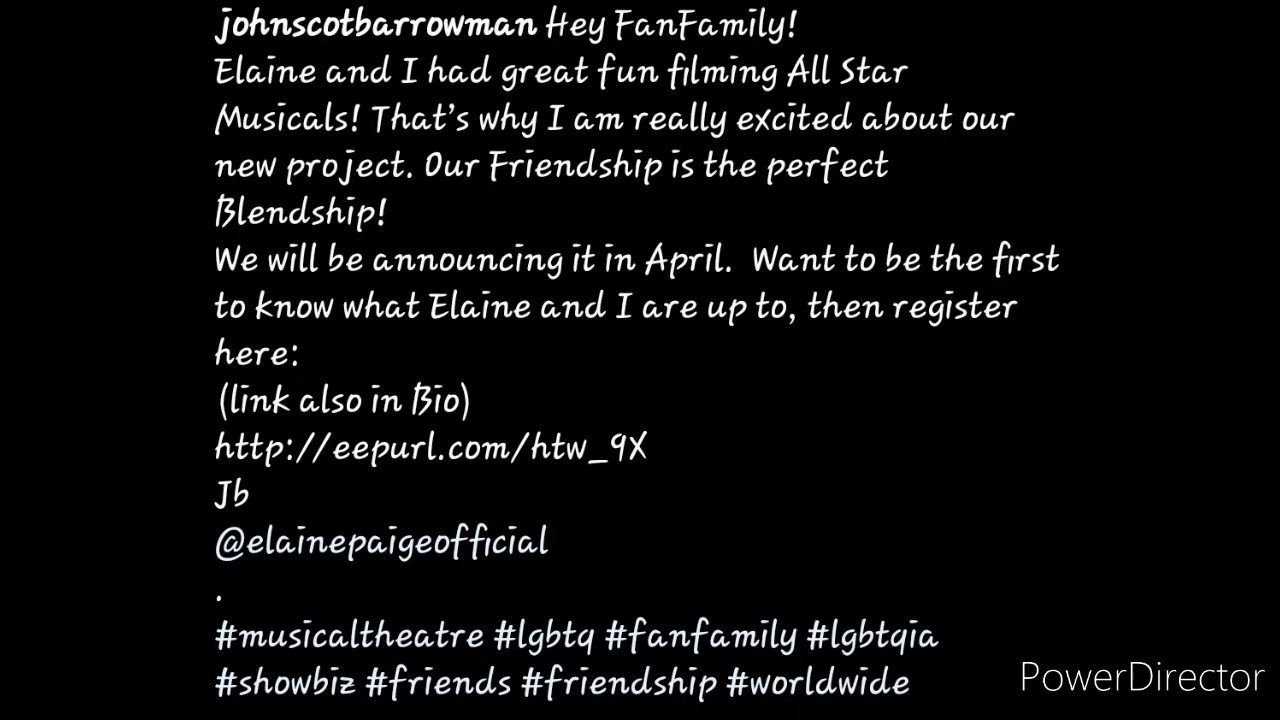 johnscotbarrowman Hey FanFamily!
Elaine and I had great fun filming All Star
Musicals! That's why I am really excited about our
new project. Our Friendship is the perfect
Blendship!
We will be announcing it in April.  Want to be the first
to know what Elaine and I are up to, then register
here:
(link also in Bio)
http://eepurl.com/htw_9X
Jb
@elainepaigeofficial
.
#musicaltheatre #lgbtq #fanfamily #lgbtqia
#showbiz #friends #friendship #worldwide
PowerDirector